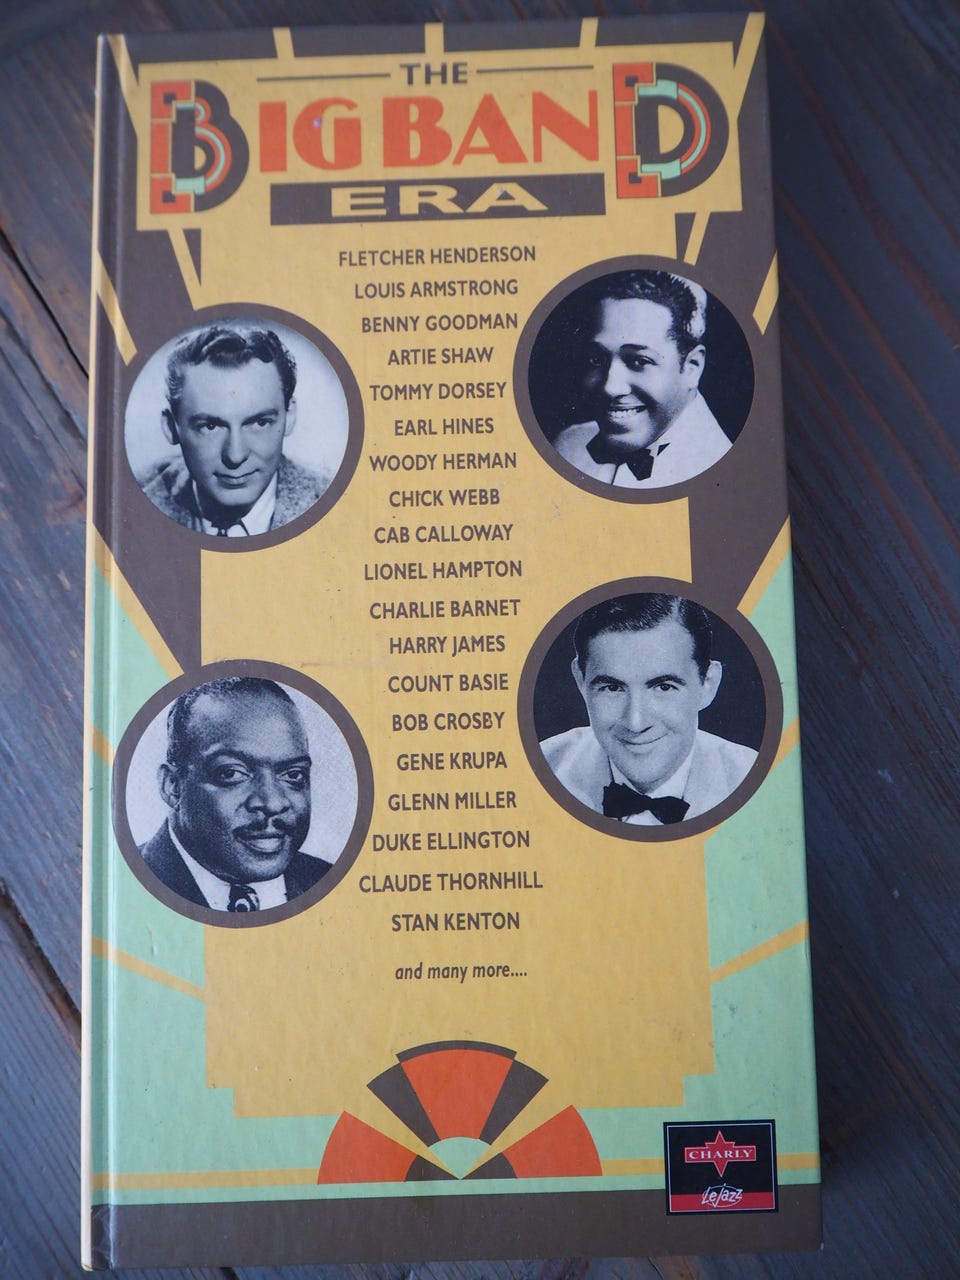 THE
BIG BAND
ERA
FLETCHER HENDERSON
LOUIS ARMSTRONG
BENNY GOODMAN
ARTIE SHAW
TOMMY DORSEY
EARL HINES
WOODY HERMAN
CHICK WEBB
CAB CALLOWAY
LIONEL HAMPTON
CHARLIE BARNET
HARRY JAMES
COUNT BASIE
BOB CROSBY
GENE KRUPA
GLENN MILLER
DUKE ELLINGTON
CLAUDE THORNHILL
STAN KENTON
and many more....
CHARLY
LeJazz